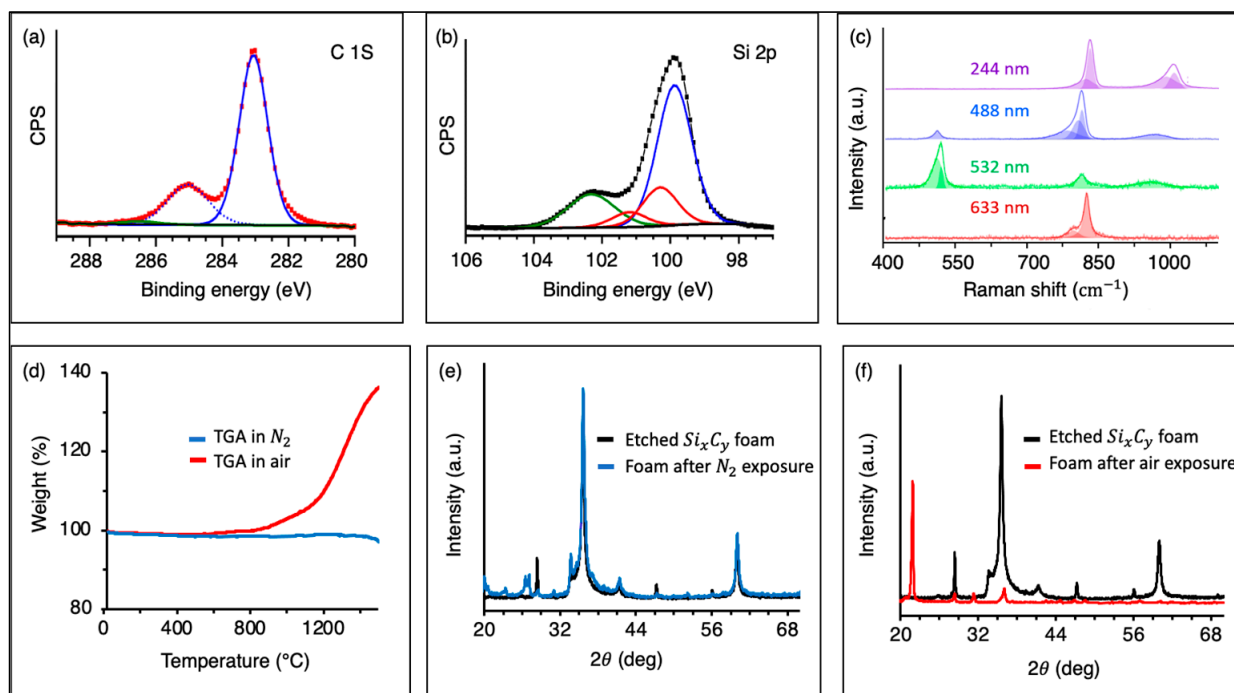 (a)
C 1S
CPS
288 286 284 282 280
Binding energy (eV)
(b)
Si 2p
CPS
106 104 102 100 98
Binding energy (eV)
(c)
244 nm
488 nm
532 nm
633 nm
Intensity (a.u.)
400 550 700 850 1000
Raman shift (cm⁻¹)
(d)
140
120
100
80
Weight (%)
TGA in N₂
TGA in air
0 400 800 1200
Temperature (°C)
(e)
Intensity (a.u.)
Etched SiₓCᵧ foam
Foam after N₂ exposure
20 32 44 56 68
2θ (deg)
(f)
Intensity (a.u.)
Etched SiₓCᵧ foam
Foam after air exposure
20 32 44 56 68
2θ (deg)